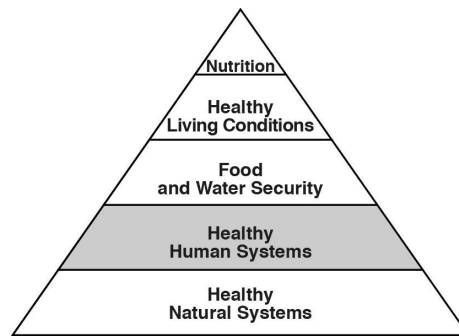 Nutrition
Healthy
Living Conditions
Food
and Water Security
Healthy
Human Systems
Healthy
Natural Systems